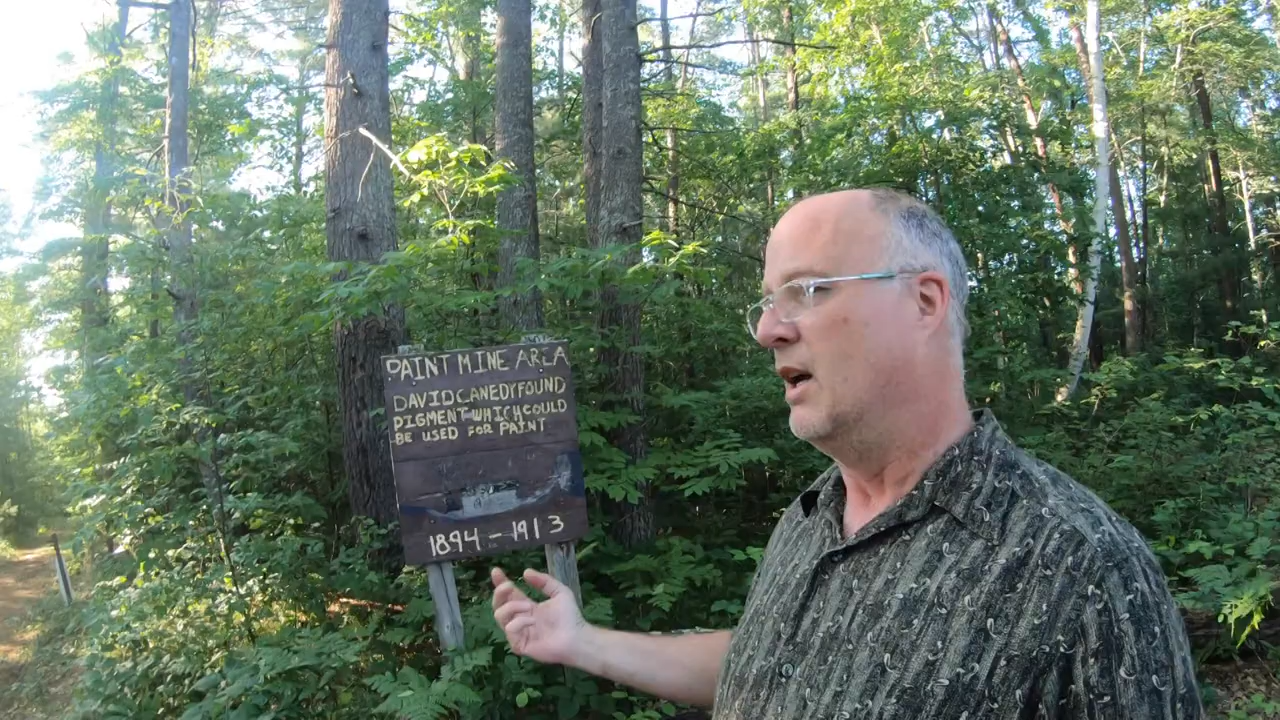 PAINT MINE AREA
DAVID CANEDY FOUND
PIGMENT WHICH COULD
BE USED FOR PAINT
1894 - 1913